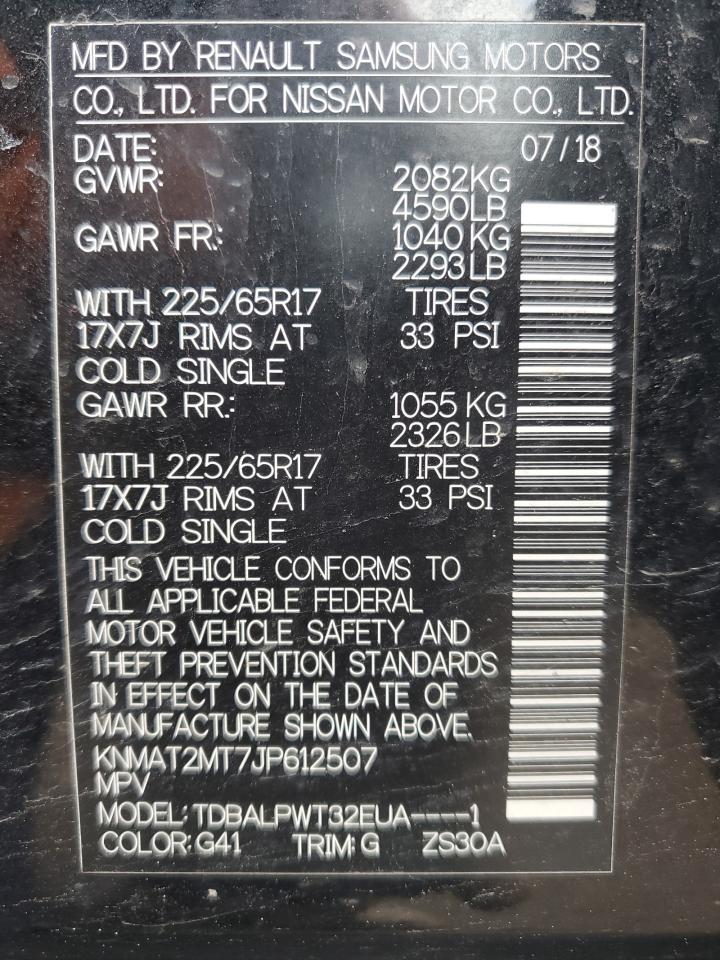 MFD BY RENAULT SAMSUNG MOTORS
CO., LTD. FOR NISSAN MOTOR CO., LTD.
DATE: 07/18
GVWR: 2082KG
4590LB
GAWR FR.: 1040KG
2293LB
WITH 225/65R17 TIRES
17X7J RIMS AT 33 PSI
COLD SINGLE
GAWR RR.: 1055 KG
2326LB
WITH 225/65R17 TIRES
17X7J RIMS AT 33 PSI
COLD SINGLE
THIS VEHICLE CONFORMS TO
ALL APPLICABLE FEDERAL
MOTOR VEHICLE SAFETY AND
THEFT PREVENTION STANDARDS
IN EFFECT ON THE DATE OF
MANUFACTURE SHOWN ABOVE.
KNMAT2MT7JP612507
MPV
MODEL: TDBALPWT32EUA-----1
COLOR: G41 TRIM: G ZS30A